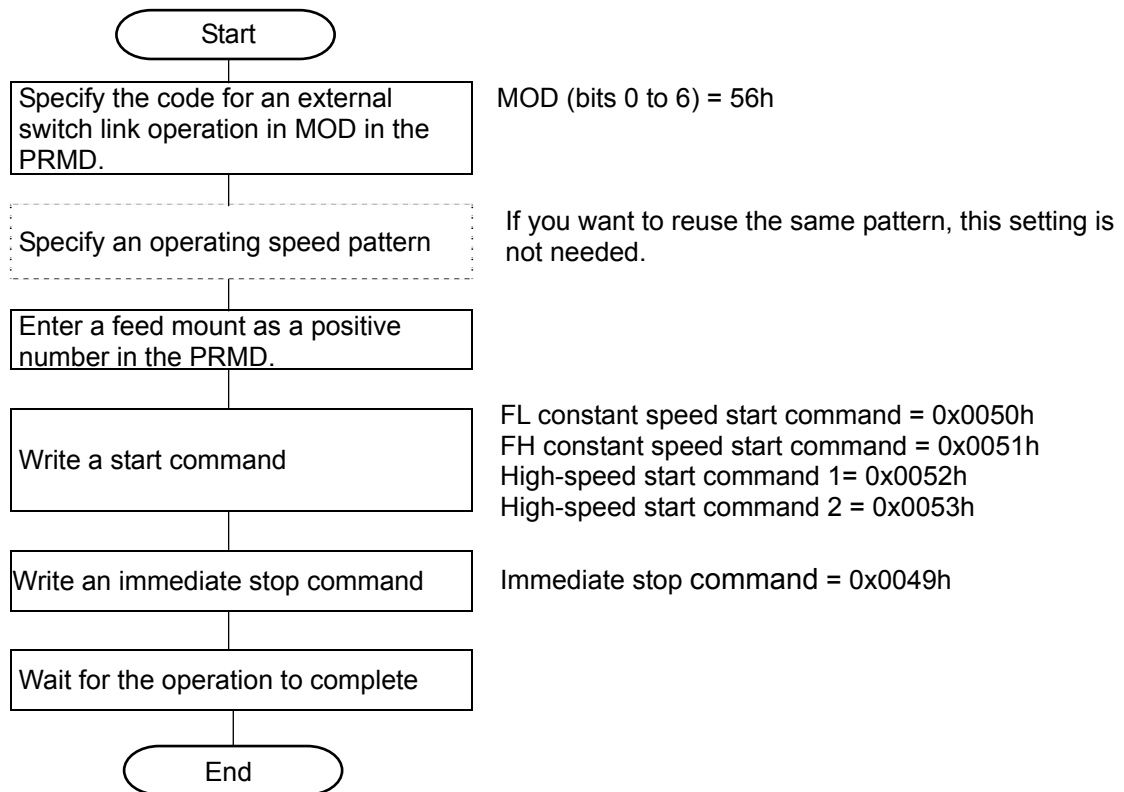 Start
Specify the code for an external
switch link operation in MOD in the
PRMD.
MOD (bits 0 to 6) = 56h
Specify an operating speed pattern
If you want to reuse the same pattern, this setting is
not needed.
Enter a feed mount as a positive
number in the PRMD.
Write a start command
FL constant speed start command = 0x0050h
FH constant speed start command = 0x0051h
High-speed start command 1= 0x0052h
High-speed start command 2 = 0x0053h
Write an immediate stop command
Immediate stop command = 0x0049h
Wait for the operation to complete
End